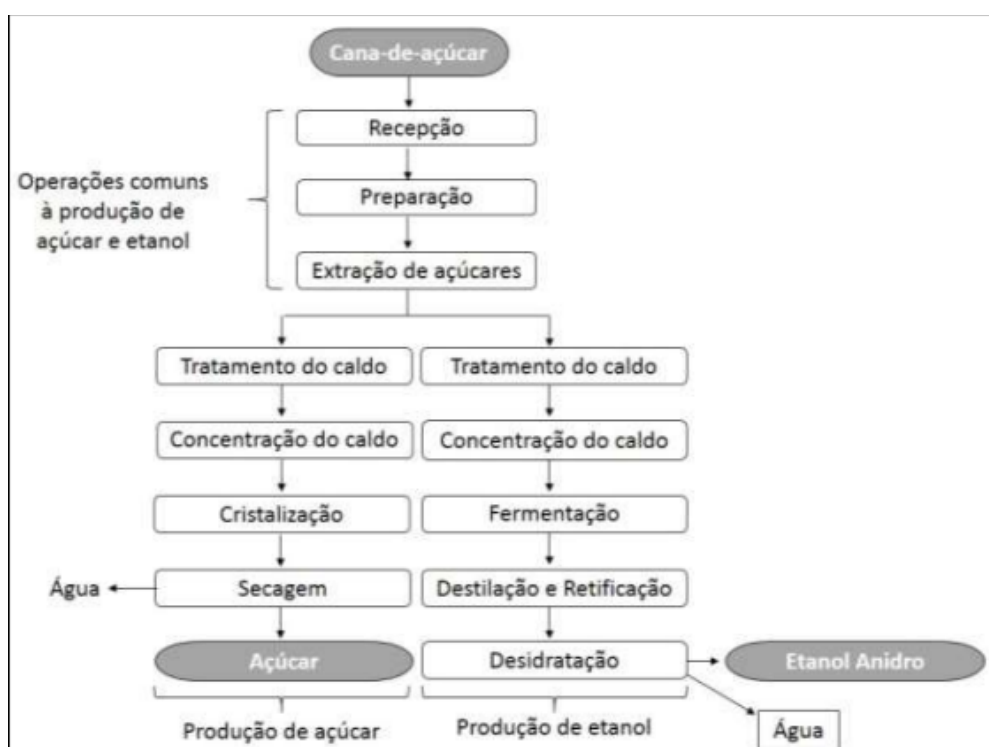 Cana-de-açúcar
Recepção
Operações comuns
à produção de
açúcar e etanol
Preparação
Extração de açúcares
Tratamento do caldo
Tratamento do caldo
Concentração do caldo
Concentração do caldo
Cristalização
Fermentação
Água
Secagem
Destilação e Retificação
Açúcar
Desidratação
Etanol Anidro
Produção de açúcar
Produção de etanol
Água